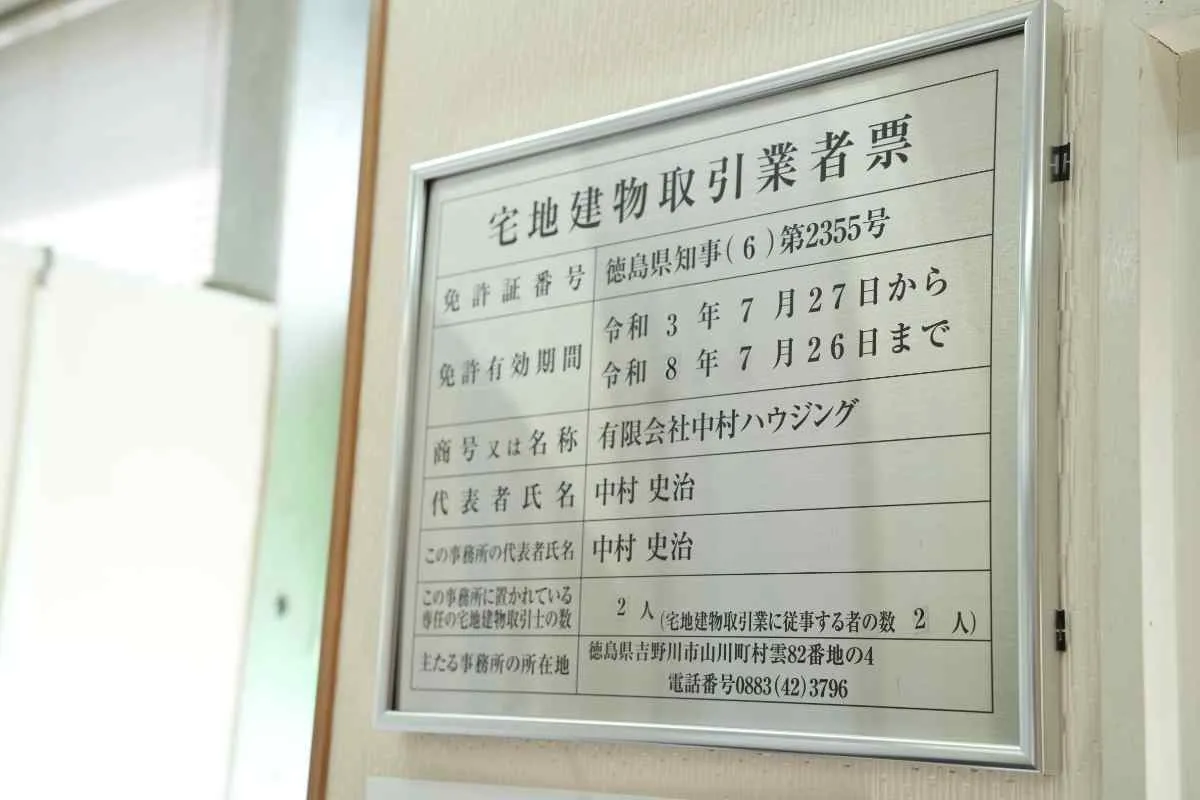 宅地建物取引業者票
免許証番号 徳島県知事(6)第2355号
免許有効期間 令和 3 年 7 月 27日から
令和 8 年 7 月 26日まで
商号又は名称 有限会社中村ハウジング
代表者氏名 中村 史治
この事務所の代表者氏名 中村 史治
この事務所に置かれている
専任の宅地建物取引士の数 2 人 (宅地建物取引業に従事する者の数 2 人)
主たる事務所の所在地 徳島県吉野川市山川町村雲82番地の4
電話番号0883(42)3796